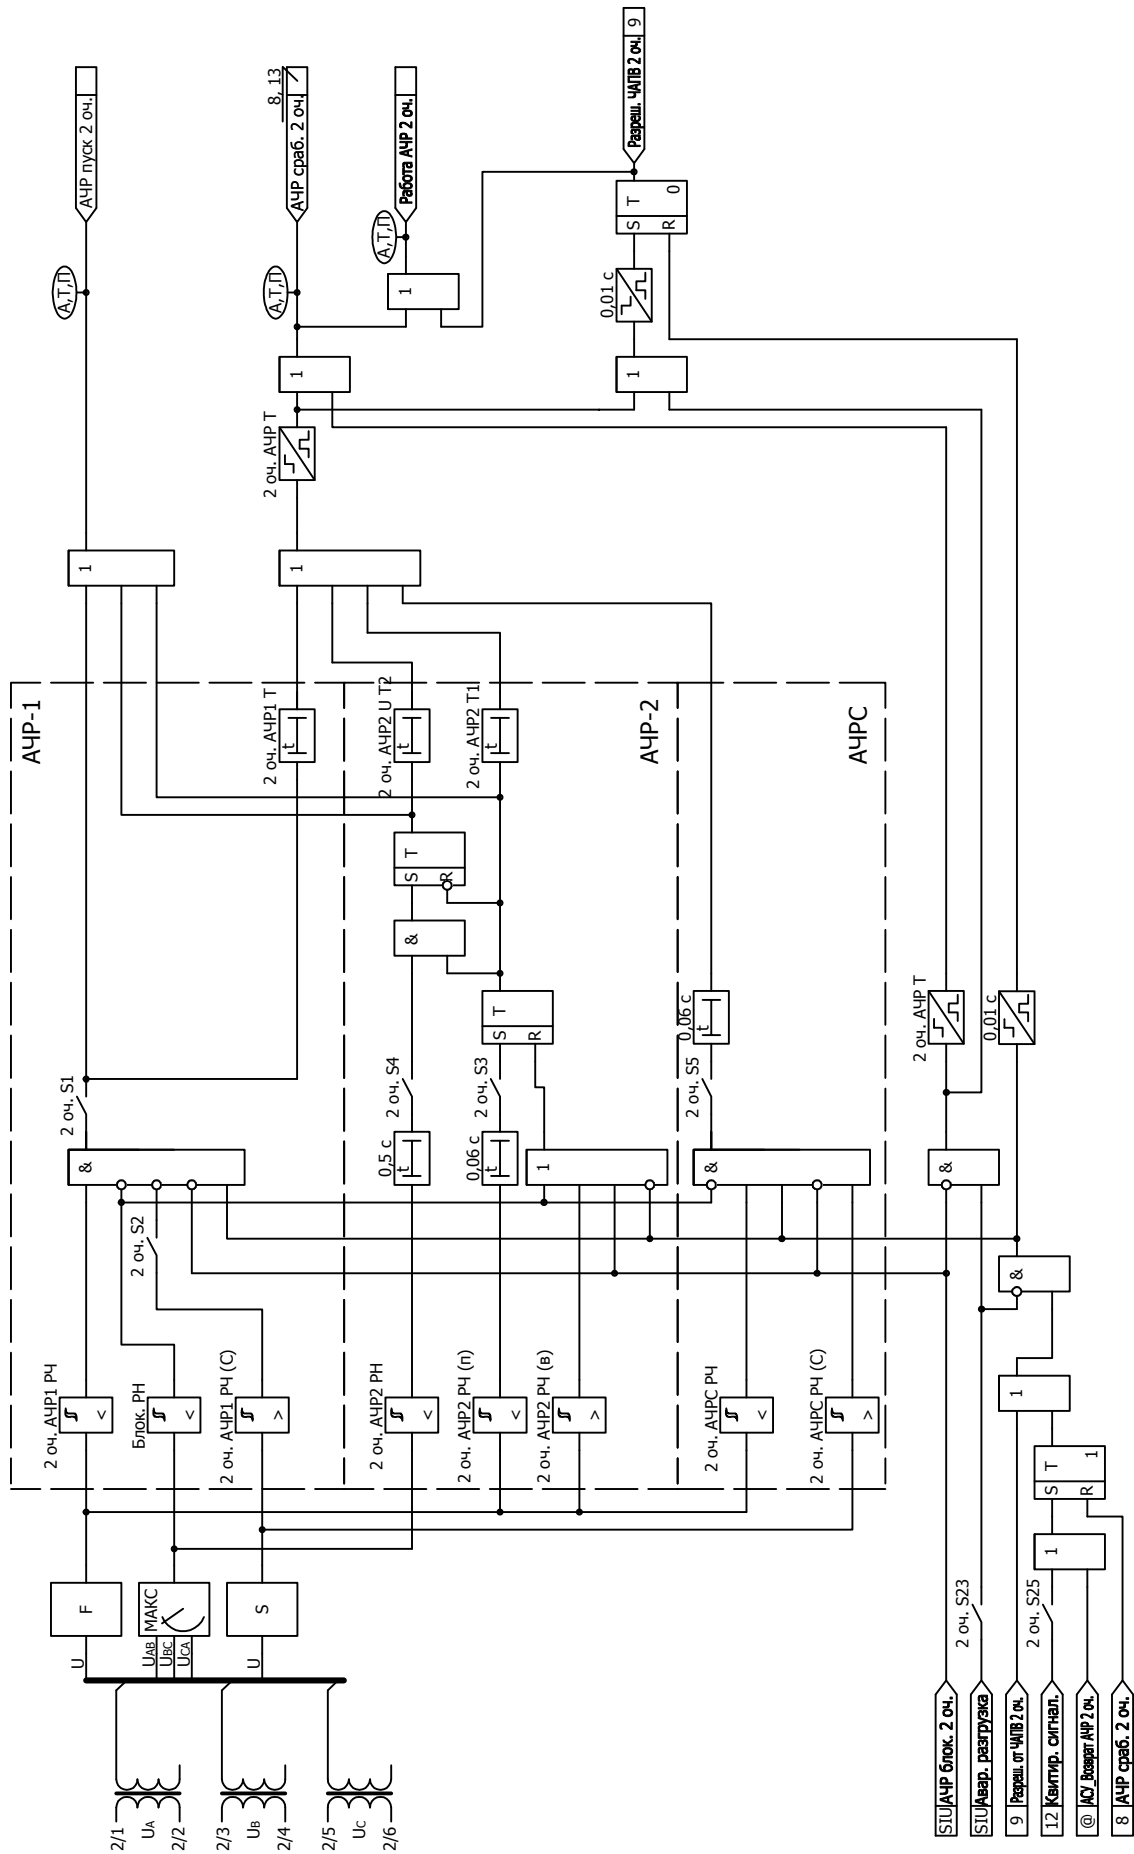 2/1
UA
2/2
2/3
UB
2/4
2/5
UC
2/6
U
UAB
UBC
UCA
U
F
МАКС
S
АЧР-1
2 оч. АЧР1 РЧ
<
Блок. РН
<
2 оч. АЧР1 РЧ (С)
>
2 оч. S2
&
2 оч. S1
2 оч. АЧР1 Т
t
1
АЧР пуск 2 оч.
А,Т,П
АЧР-2
2 оч. АЧР2 РН
<
2 оч. АЧР2 РЧ (п)
<
2 оч. АЧР2 РЧ (в)
>
0,5 с
t
0,06 с
t
1
2 оч. S4
2 оч. S3
S T
R
&
S T
R
2 оч. АЧР2 U Т2
t
2 оч. АЧР2 Т1
t
1
2 оч. АЧР Т
1
А,Т,П
АЧР сраб. 2 оч.
8, 13
1
А,Т,П
Работа АЧР 2 оч.
АЧРС
2 оч. АЧРС РЧ
<
2 оч. АЧРС РЧ (С)
>
&
2 оч. S5
0,06 с
t
1
0,01 с
S T
R 0
Разреш. ЧАПВ 2 оч. 9
SIU АЧР блок. 2 оч.
SIU Авар. разгрузка
9 Разреш. от ЧАПВ 2 оч.
12 Квитир. сигнал.
@ АСУ_Возврат АЧР 2 оч.
8 АЧР сраб. 2 оч.
2 оч. S23
2 оч. S25
1
S T
R 1
1
&
&
2 оч. АЧР Т
0,01 с